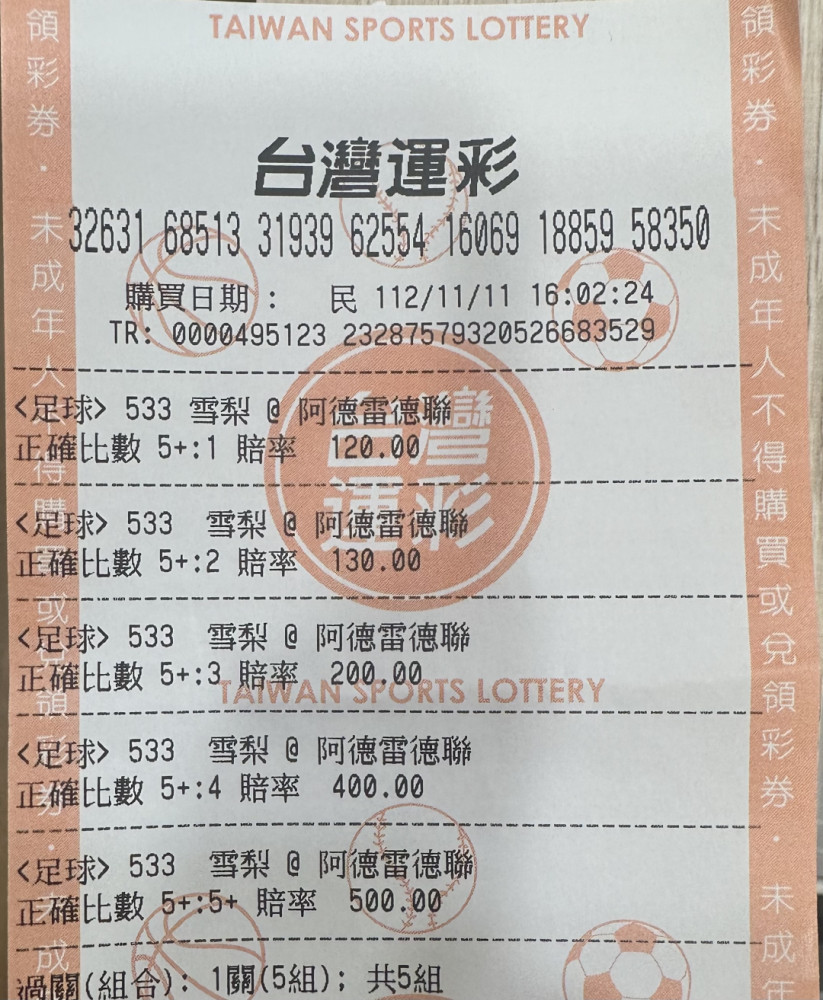 TAIWAN SPORTS LOTTERY
台灣運彩
32631 68513 31939 62554 16069 18859 58350
購買日期: 民 112/11/11 16:02:24
TR: 0000495123 23287579320526683529
<足球> 533 雪梨 @ 阿德雷德聯
正確比數 5+:1 賠率 120.00
<足球> 533 雪梨 @ 阿德雷德聯
正確比數 5+:2 賠率 130.00
<足球> 533 雪梨 @ 阿德雷德聯
正確比數 5+:3 賠率 200.00
TAIWAN SPORTS LOTTERY
<足球> 533 雪梨 @ 阿德雷德聯
正確比數 5+:4 賠率 400.00
<足球> 533 雪梨 @ 阿德雷德聯
正確比數 5+:5+ 賠率 500.00
過關(組合): 1關(5組); 共5組
台灣
運彩
領彩券·未成年人不得購買或兌領彩券·未成
領彩券·未成年人不得購買或兌領彩券·未成年